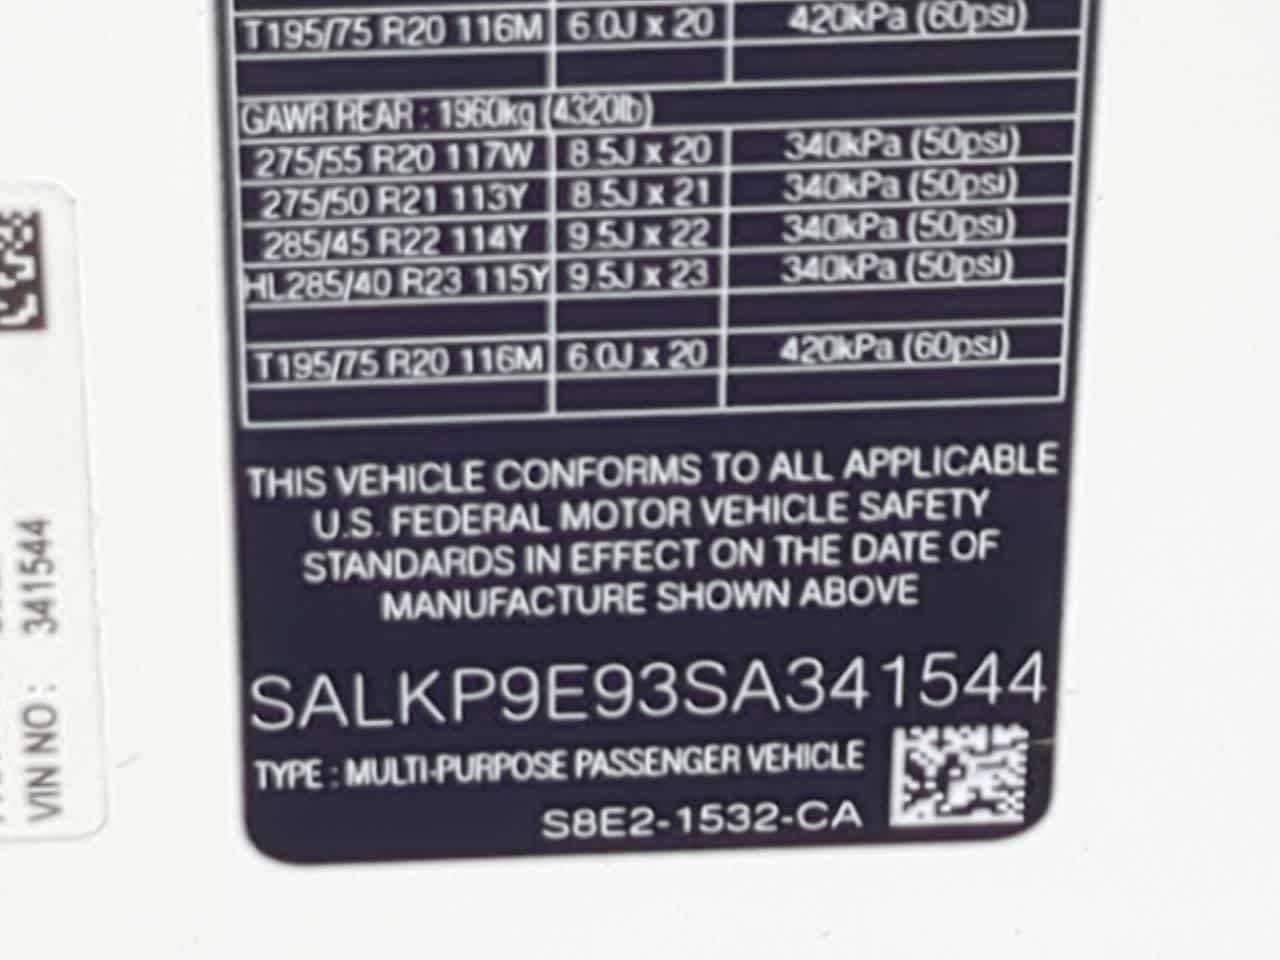 T195/75 R20 116M 6.0J x 20 420kPa (60psi)
GAWR REAR : 1960kg (4320lb)
275/55 R20 117W 8.5J x 20 340kPa (50psi)
275/50 R21 113Y 8.5J x 21 340kPa (50psi)
285/45 R22 114Y 9.5J x 22 340kPa (50psi)
HL285/40 R23 115Y 9.5J x 23 340kPa (50psi)
T195/75 R20 116M 6.0J x 20 420kPa (60psi)
THIS VEHICLE CONFORMS TO ALL APPLICABLE
U.S. FEDERAL MOTOR VEHICLE SAFETY
STANDARDS IN EFFECT ON THE DATE OF
MANUFACTURE SHOWN ABOVE
SALKP9E93SA341544
TYPE : MULTI-PURPOSE PASSENGER VEHICLE
S8E2-1532-CA
VIN NO : 341544